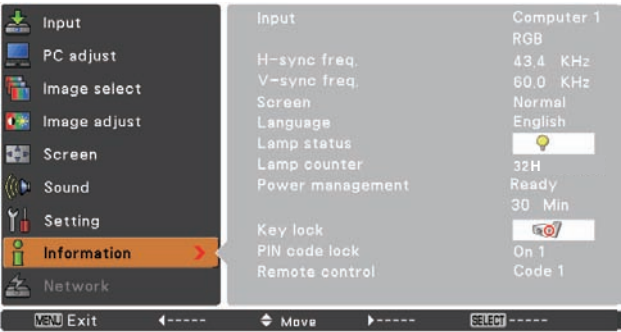 Input
PC adjust
Image select
Image adjust
Screen
Sound
Setting
Information
Network
Input Computer 1
RGB
H-sync freq. 43.4 KHz
V-sync freq. 60.0 KHz
Screen Normal
Language English
Lamp status
Lamp counter 32H
Power management Ready
30 Min
Key lock
PIN code lock On 1
Remote control Code 1
MENU Exit ----- Move ----- SELECT -----